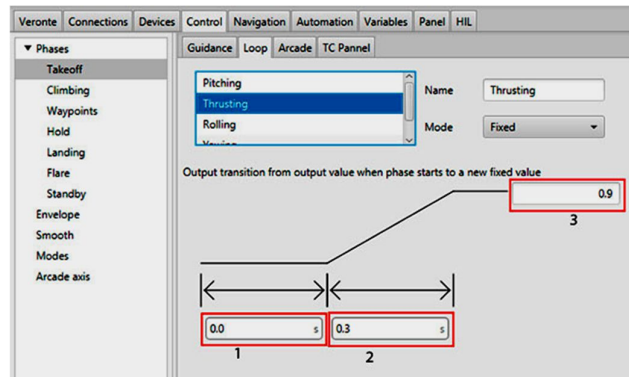 Veronte Connections Devices Control Navigation Automation Variables Panel HIL
Phases
Takeoff
Climbing
Waypoints
Hold
Landing
Flare
Standby
Envelope
Smooth
Modes
Arcade axis
Guidance Loop Arcade TC Pannel
Pitching
Thrusting
Rolling
Name Thrusting
Mode Fixed
Output transition from output value when phase starts to a new fixed value
0.9
3
0.0 s 0.3 s
1 2